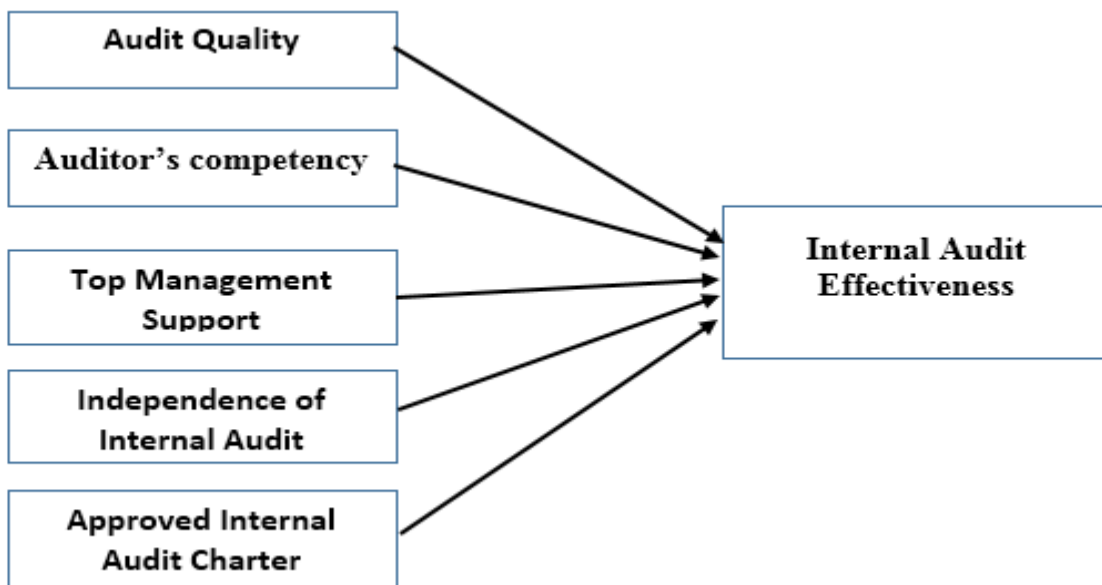 Audit Quality
Auditor's competency
Top Management
Support
Independence of
Internal Audit
Approved Internal
Audit Charter
Internal Audit
Effectiveness